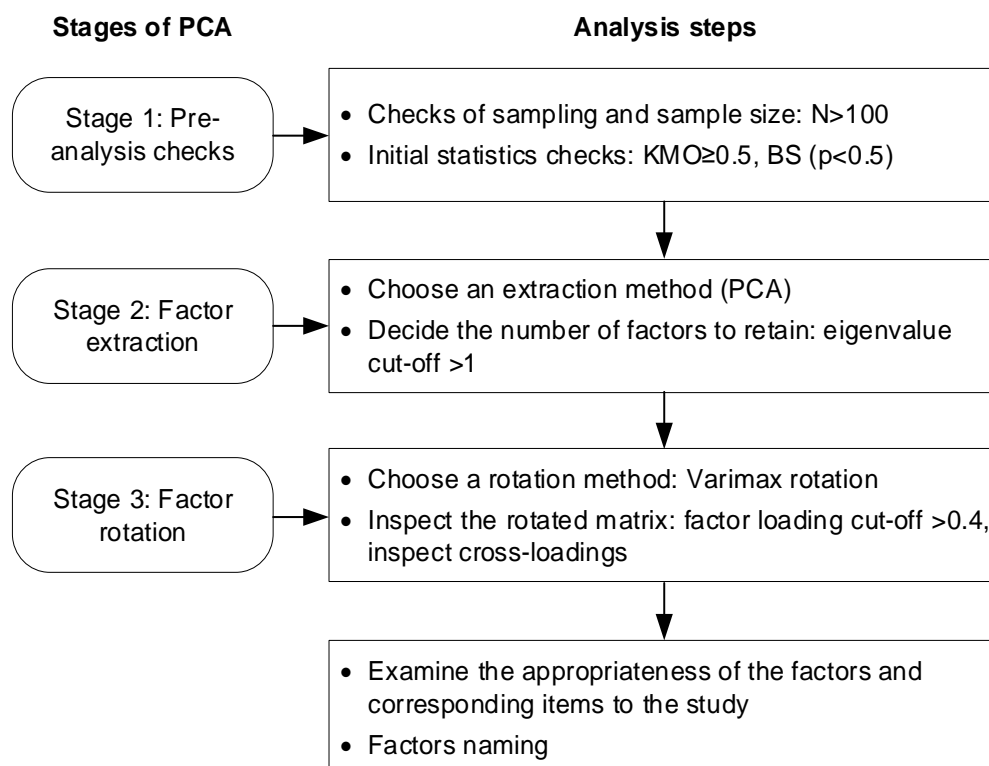 Stages of PCA
Analysis steps
Stage 1: Pre-
analysis checks
• Checks of sampling and sample size: N>100
• Initial statistics checks: KMO≥0.5, BS (p<0.5)
Stage 2: Factor
extraction
• Choose an extraction method (PCA)
• Decide the number of factors to retain: eigenvalue
cut-off >1
Stage 3: Factor
rotation
• Choose a rotation method: Varimax rotation
• Inspect the rotated matrix: factor loading cut-off >0.4,
inspect cross-loadings
• Examine the appropriateness of the factors and
corresponding items to the study
• Factors naming